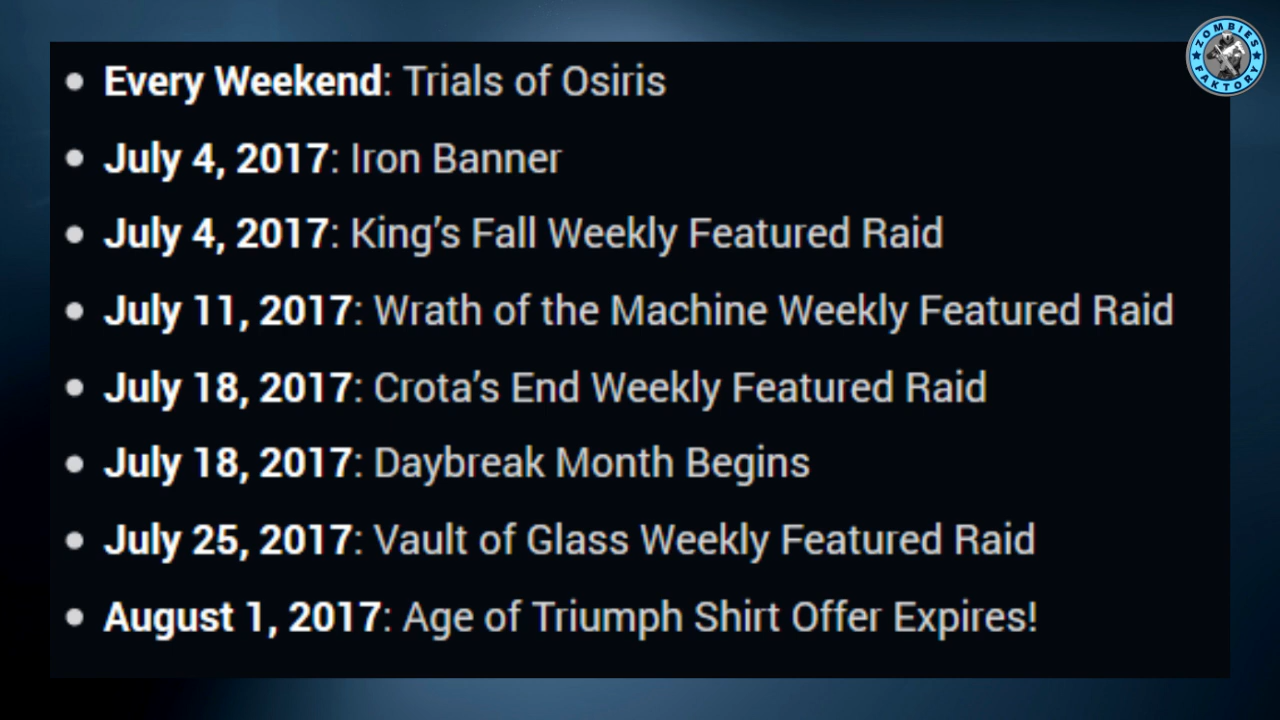 ZOMBIES
FAKTORY
• Every Weekend: Trials of Osiris
• July 4, 2017: Iron Banner
• July 4, 2017: King's Fall Weekly Featured Raid
• July 11, 2017: Wrath of the Machine Weekly Featured Raid
• July 18, 2017: Crota's End Weekly Featured Raid
• July 18, 2017: Daybreak Month Begins
• July 25, 2017: Vault of Glass Weekly Featured Raid
• August 1, 2017: Age of Triumph Shirt Offer Expires!